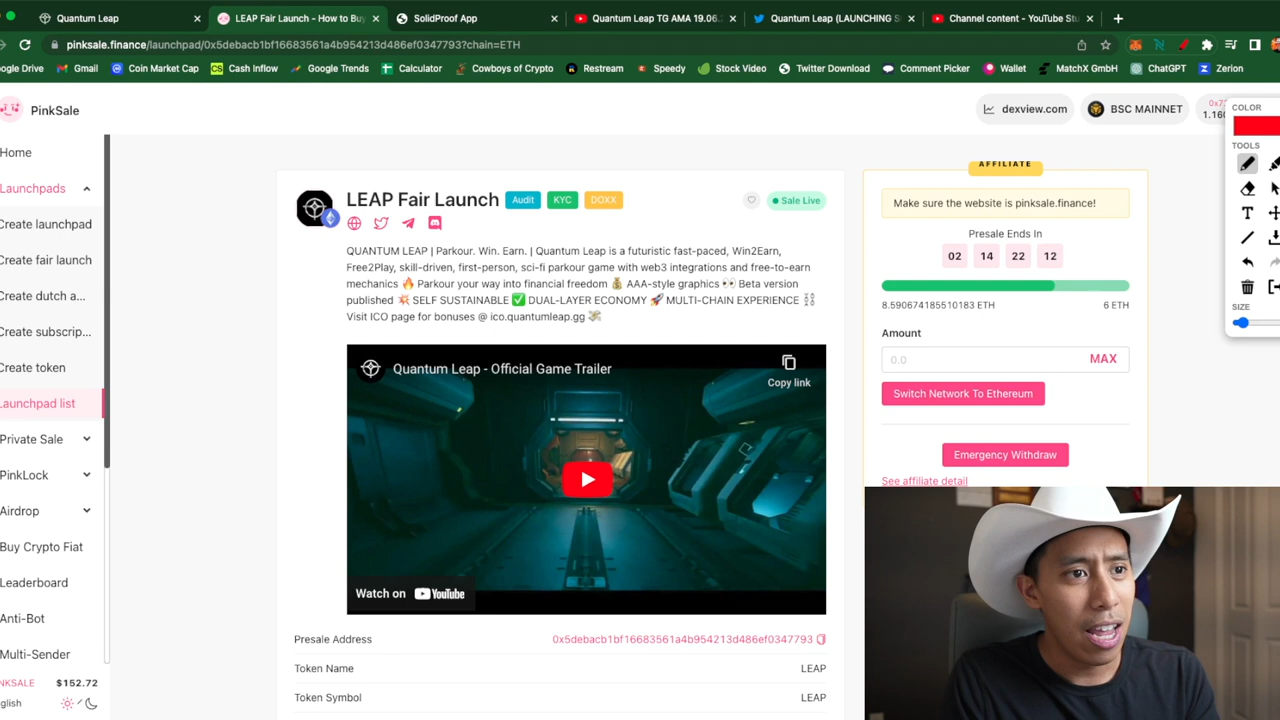 Quantum Leap
LEAP Fair Launch - How to Buy
SolidProof App
Quantum Leap TG AMA 19.06.
Quantum Leap (LAUNCHING S
Channel content - YouTube Stu
pinksale.finance/launchpad/0x5debacb1bf16683561a4b954213d486ef0347793?chain=ETH
ogle Drive
Gmail
Coin Market Cap
CS Cash Inflow
Google Trends
Calculator
Cowboys of Crypto
Restream
Speedy
Stock Video
Twitter Download
Comment Picker
Wallet
MatchX GmbH
ChatGPT
Zerion
PinkSale
dexview.com
BSC MAINNET
1.160
COLOR
TOOLS
SIZE
Home
Launchpads
Create launchpad
Create fair launch
Create dutch a...
Create subscrip...
Create token
Launchpad list
Private Sale
PinkLock
Airdrop
Buy Crypto Fiat
Leaderboard
Anti-Bot
Multi-Sender
NKSALE $152.72
glish
LEAP Fair Launch
Audit
KYC
DOXX
Sale Live
QUANTUM LEAP | Parkour. Win. Earn. | Quantum Leap is a futuristic fast-paced, Win2Earn,
Free2Play, skill-driven, first-person, sci-fi parkour game with web3 integrations and free-to-earn
mechanics 🔥 Parkour your way into financial freedom 💰 AAA-style graphics 👀 Beta version
published 💥 SELF SUSTAINABLE ✅ DUAL-LAYER ECONOMY 🚀 MULTI-CHAIN EXPERIENCE ⛓
Visit ICO page for bonuses @ ico.quantumleap.gg 💸
Quantum Leap - Official Game Trailer
Copy link
Watch on YouTube
Presale Address
0x5debacb1bf16683561a4b954213d486ef0347793
Token Name
LEAP
Token Symbol
LEAP
AFFILIATE
Make sure the website is pinksale.finance!
Presale Ends In
02 14 22 12
8.590674185510183 ETH
6 ETH
Amount
0.0
MAX
Switch Network To Ethereum
Emergency Withdraw
See affiliate detail